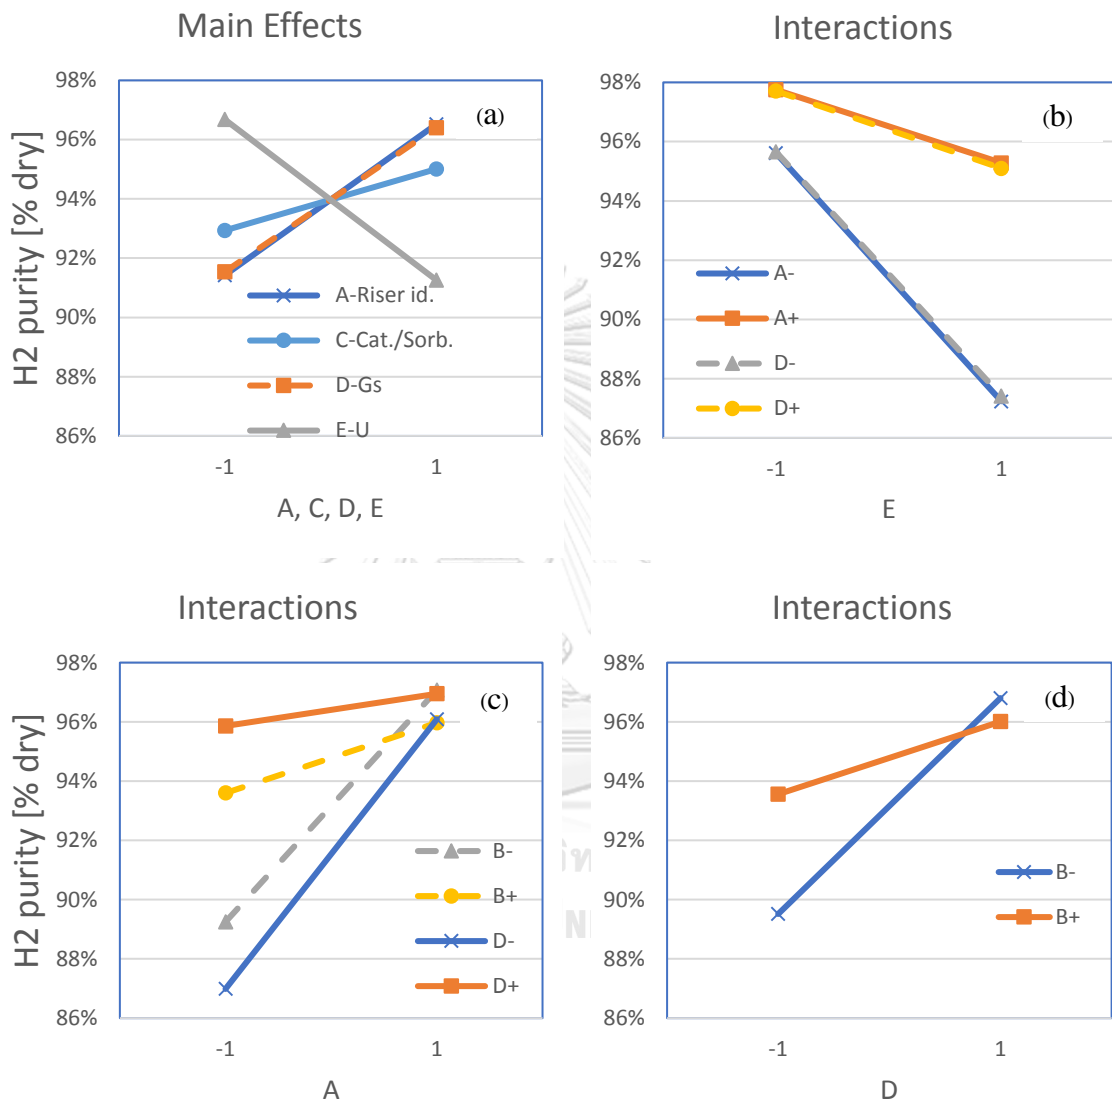 Main Effects
H2 purity [% dry]
98%
96%
94%
92%
90%
88%
86%
(a)
A-Riser id.
C-Cat./Sorb.
D-Gs
E-U
-1
1
A, C, D, E
Interactions
98%
96%
94%
92%
90%
88%
86%
(b)
A-
A+
D-
D+
-1
1
E
Interactions
H2 purity [% dry]
98%
96%
94%
92%
90%
88%
86%
(c)
B-
B+
D-
D+
-1
1
A
Interactions
98%
96%
94%
92%
90%
88%
86%
(d)
B-
B+
-1
1
D